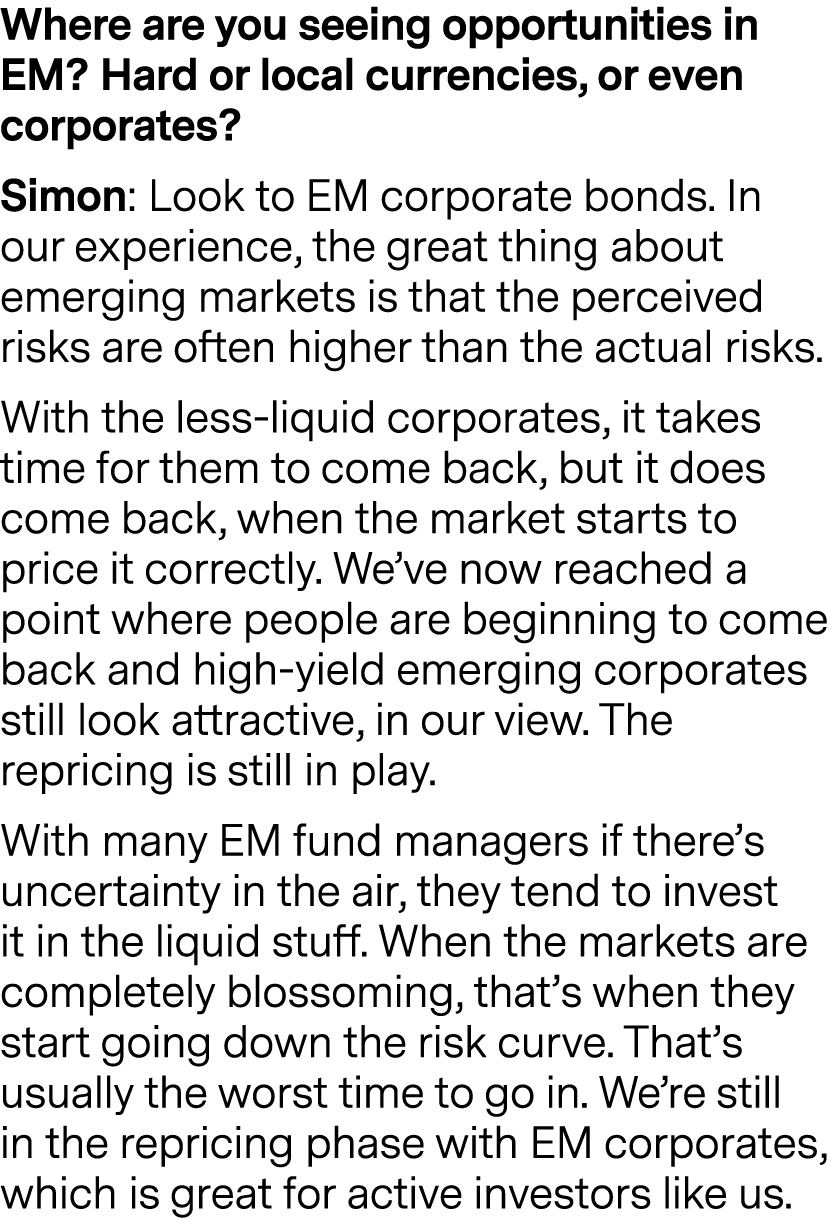 Where are you seeing opportunities in
EM? Hard or local currencies, or even
corporates?
Simon: Look to EM corporate bonds. In
our experience, the great thing about
emerging markets is that the perceived
risks are often higher than the actual risks.
With the less-liquid corporates, it takes
time for them to come back, but it does
come back, when the market starts to
price it correctly. We’ve now reached a
point where people are beginning to come
back and high-yield emerging corporates
still look attractive, in our view. The
repricing is still in play.
With many EM fund managers if there’s
uncertainty in the air, they tend to invest
it in the liquid stuff. When the markets are
completely blossoming, that’s when they
start going down the risk curve. That’s
usually the worst time to go in. We’re still
in the repricing phase with EM corporates,
which is great for active investors like us.